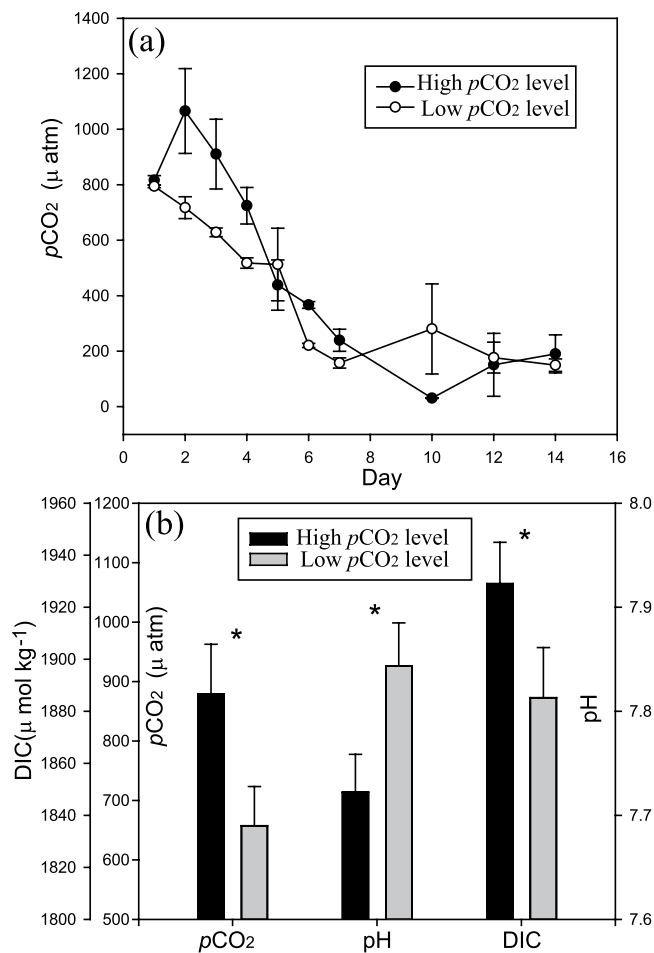 (a)
High pCO2 level
Low pCO2 level
1400
1200
1000
800
600
400
200
0
pCO2 (μ atm)
0 2 4 6 8 10 12 14 16
Day
(b)
High pCO2 level
Low pCO2 level
1960
1940
1920
1900
1880
1860
1840
1820
1800
DIC(μ mol kg-1)
1200
1100
1000
900
800
700
600
500
pCO2 (μ atm)
* * *
8.0
7.9
7.8
7.7
7.6
pH
pCO2 pH DIC